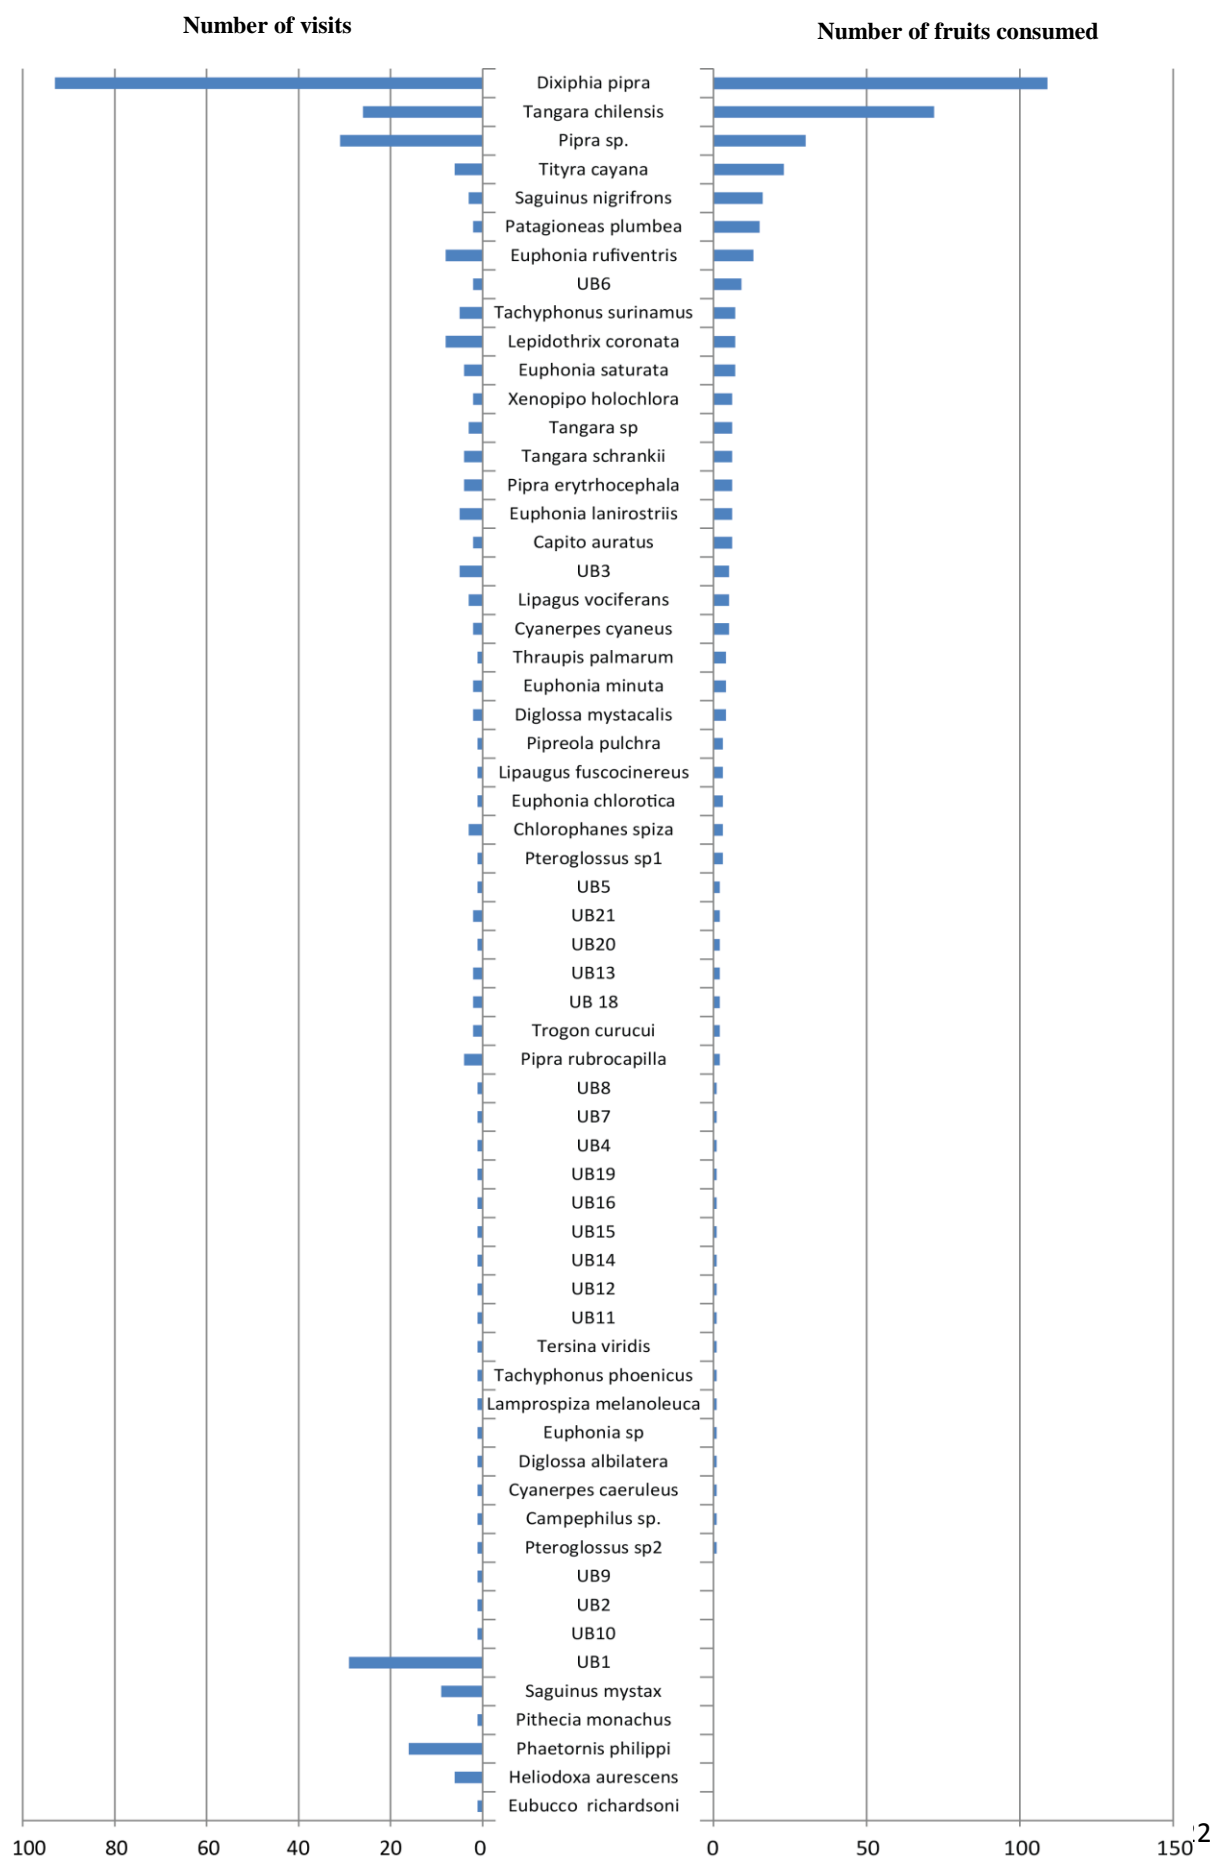 Number of visits
Number of fruits consumed
Dixiphia pipra
Tangara chilensis
Pipra sp.
Tityra cayana
Saguinus nigrifrons
Patagioneas plumbea
Euphonia rufiventris
UB6
Tachyphonus surinamus
Lepidothrix coronata
Euphonia saturata
Xenopipo holochlora
Tangara sp
Tangara schrankii
Pipra erytrhocephala
Euphonia lanirostriis
Capito auratus
UB3
Lipagus vociferans
Cyanerpes cyaneus
Thraupis palmarum
Euphonia minuta
Diglossa mystacalis
Pipreola pulchra
Lipaugus fuscocinereus
Euphonia chlorotica
Chlorophanes spiza
Pteroglossus sp1
UB5
UB21
UB20
UB13
UB 18
Trogon curucui
Pipra rubrocapilla
UB8
UB7
UB4
UB19
UB16
UB15
UB14
UB12
UB11
Tersina viridis
Tachyphonus phoenicus
Lamprospiza melanoleuca
Euphonia sp
Diglossa albilatera
Cyanerpes caeruleus
Campephilus sp.
Pteroglossus sp2
UB9
UB2
UB10
UB1
Saguinus mystax
Pithecia monachus
Phaetornis philippi
Heliodoxa aurescens
Eubucco richardsoni
100 80 60 40 20 0
0 50 100 150
2